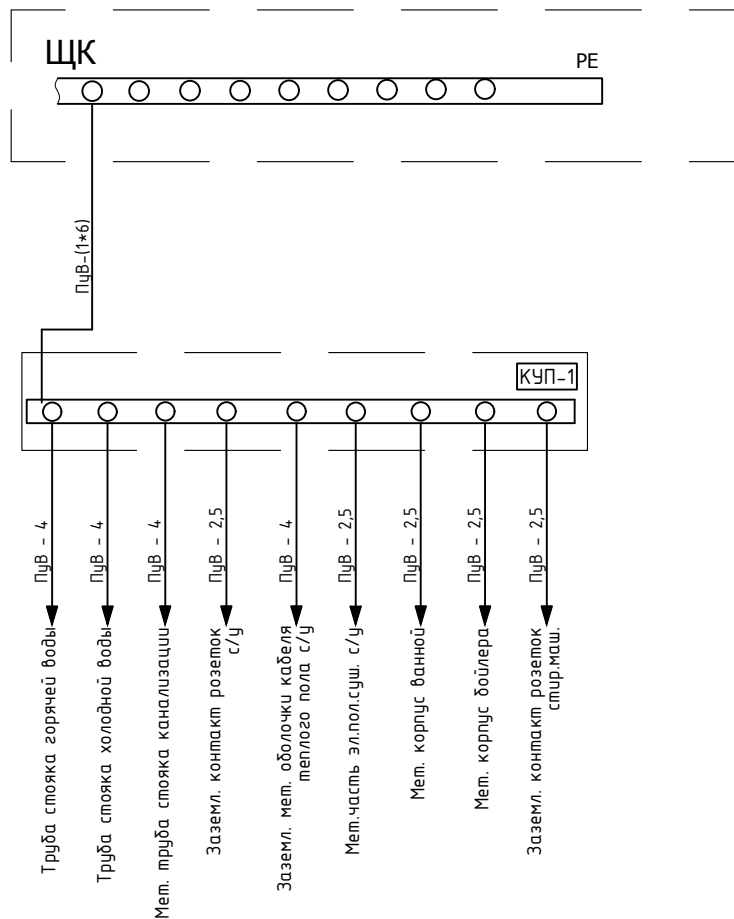 ЩК
PE
ПуВ-(1*6)
КУП-1
ПуВ - 4
ПуВ - 4
ПуВ - 4
ПуВ - 2,5
ПуВ - 4
ПуВ - 2,5
ПуВ - 2,5
ПуВ - 2,5
ПуВ - 2,5
Труба стояка горячей воды
Труба стояка холодной воды
Мет. труба стояка канализации
Заземл. контакт розеток
с/у
Заземл. мет. оболочки кабеля
теплого пола с/у
Мет.часть эл.пол.суш. с/у
Мет. корпус ванной
Мет. корпус бойлера
Заземл. контакт розеток
стир.маш.